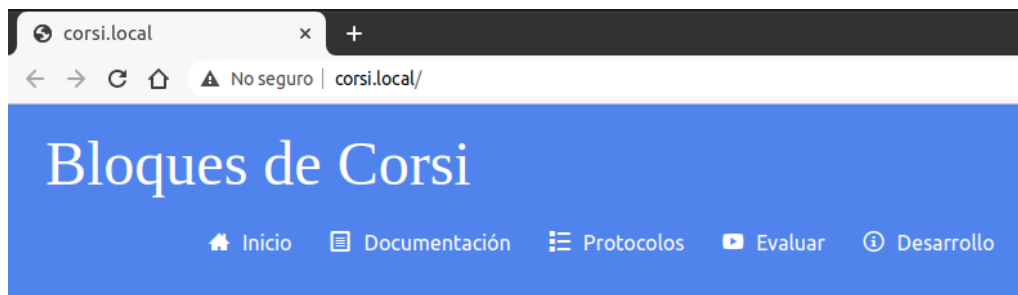 corsi.local × +
No seguro | corsi.local/
Bloques de Corsi
Inicio Documentación Protocolos Evaluar Desarrollo